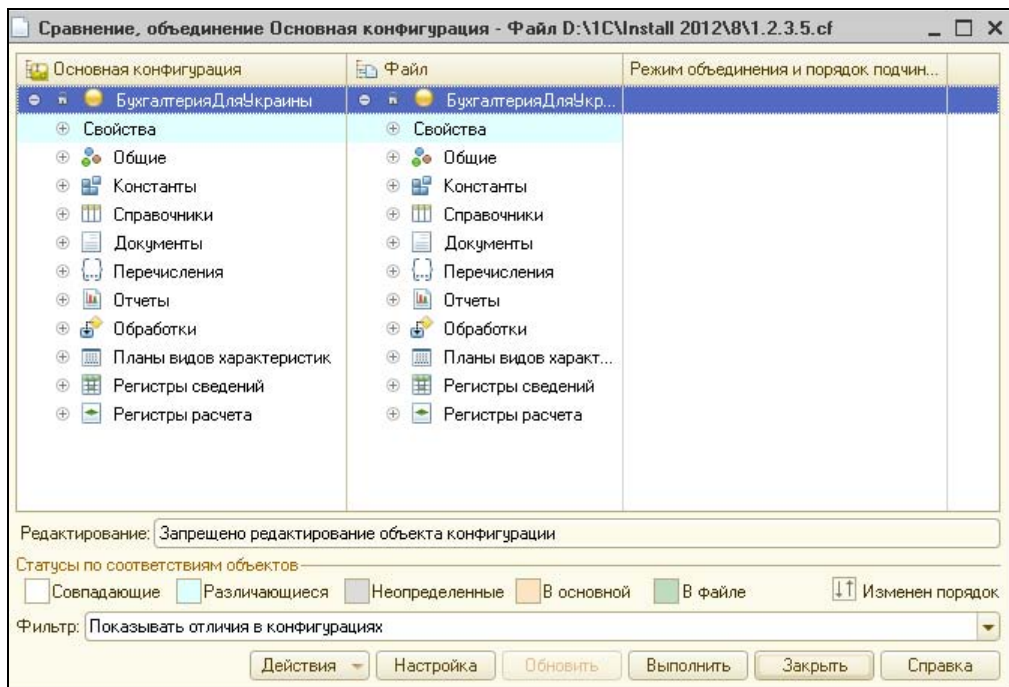 Сравнение, объединение Основная конфигурация - Файл D:\1C\Install 2012\8\1.2.3.5.cf
Основная конфигурация Файл Режим объединения и порядок подчин...
БухгалтерияДляУкраины БухгалтерияДляУкр...
Свойства Свойства
Общие Общие
Константы Константы
Справочники Справочники
Документы Документы
Перечисления Перечисления
Отчеты Отчеты
Обработки Обработки
Планы видов характеристик Планы видов характ...
Регистры сведений Регистры сведений
Регистры расчета Регистры расчета
Редактирование: Запрещено редактирование объекта конфигурации
Статусы по соответствиям объектов
Совпадающие Различающиеся Неопределенные В основной В файле Изменен порядок
Фильтр: Показывать отличия в конфигурациях
Действия Настройка Обновить Выполнить Закрыть Справка